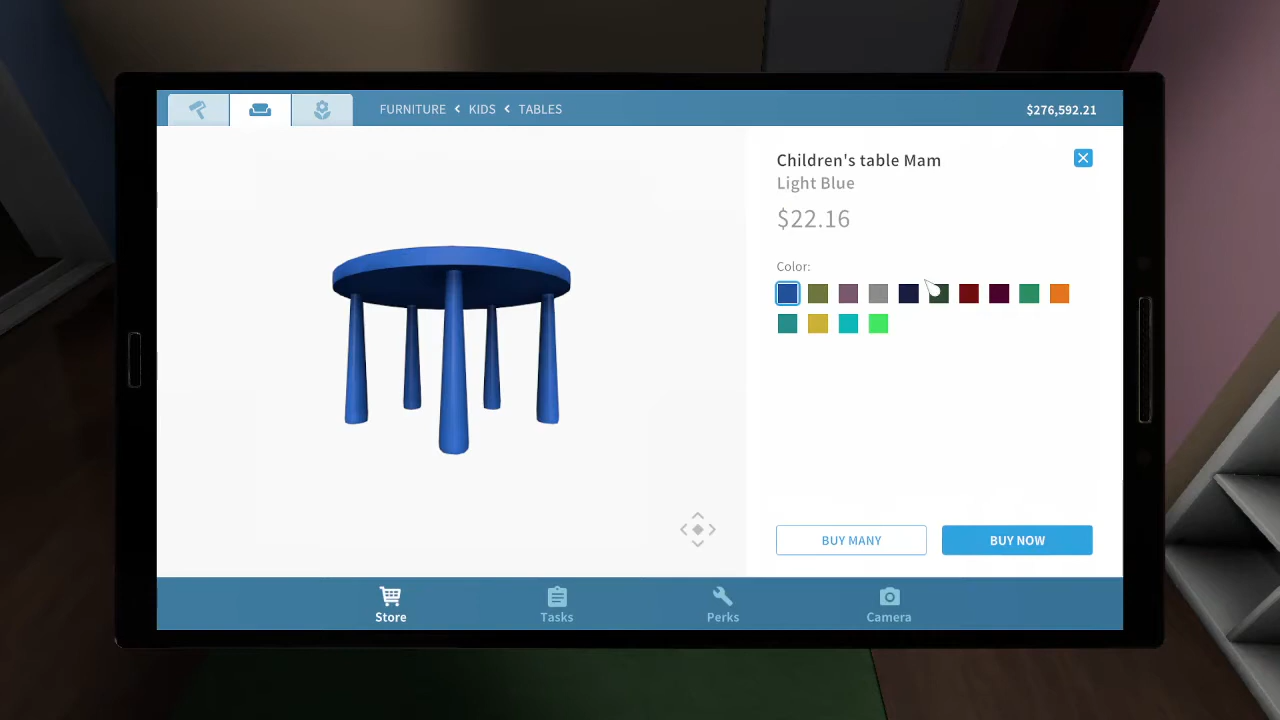 FURNITURE < KIDS < TABLES
$276,592.21
Children's table Mam
Light Blue
$22.16
Color:
BUY MANY
BUY NOW
Store
Tasks
Perks
Camera